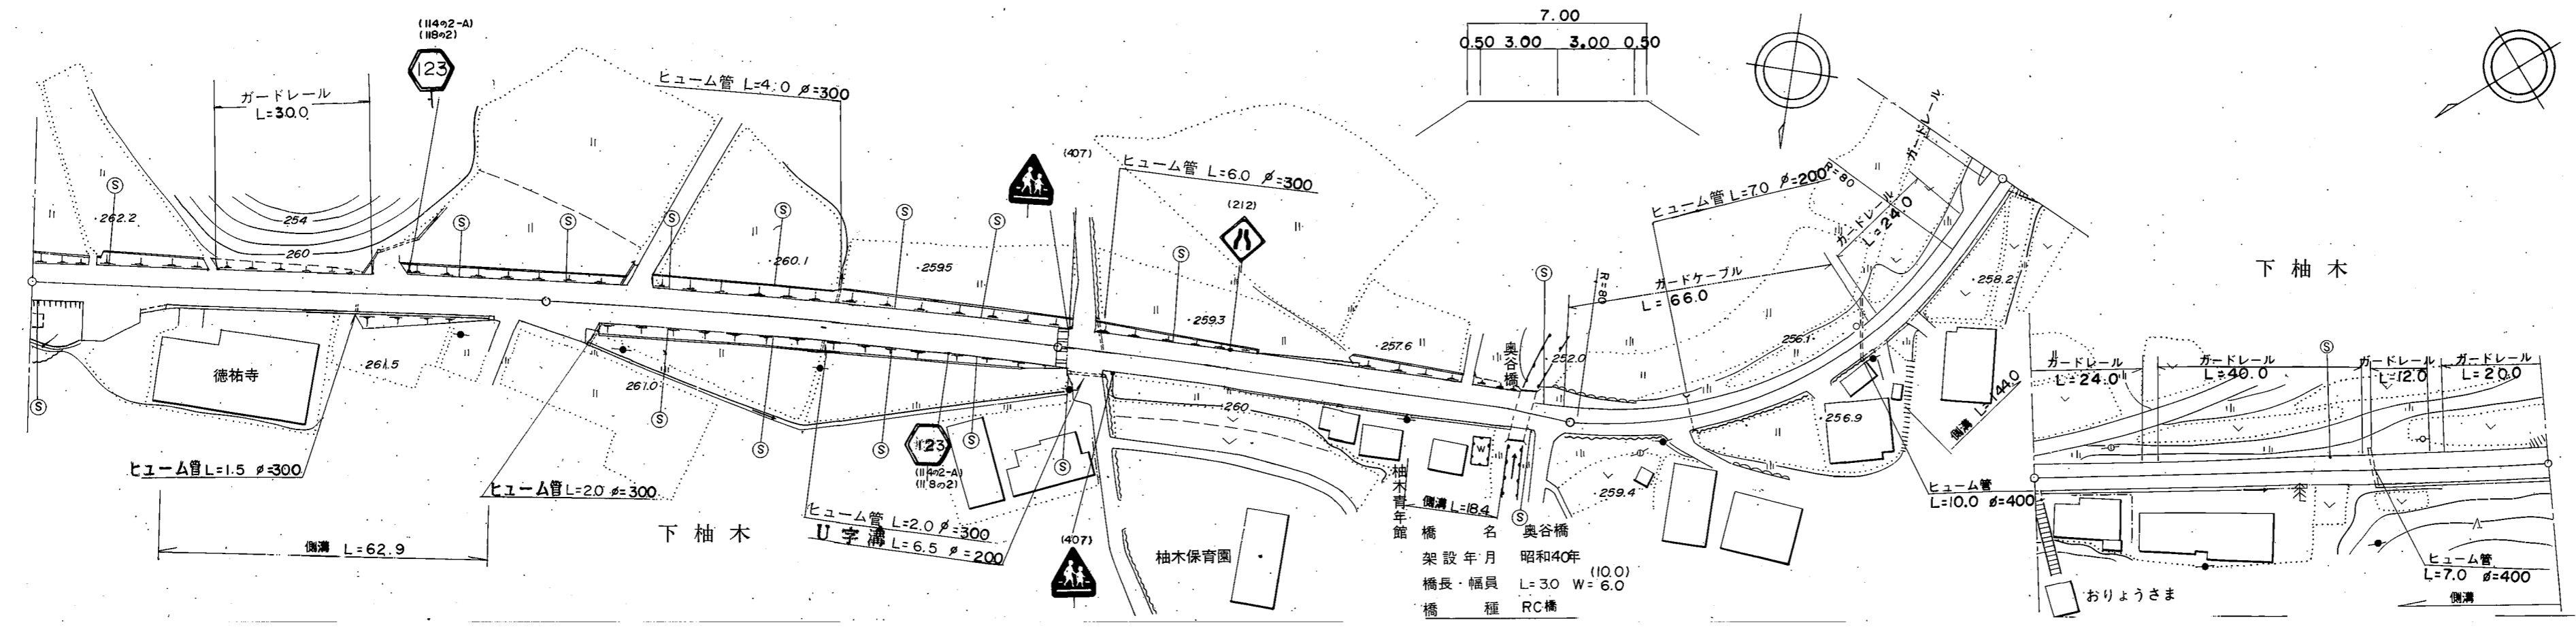 (114の2-A)
(118の2)
123
ガードレール
L=30.0
ヒューム管 L=4.0 φ=300
(407)
ヒューム管 L=6.0 φ=300
(212)
7.00
0.50 3.00 3.00 0.50
ヒューム管 L=7.0 φ=200
R=80
ガードレール
ガードレール
L=24.0
ガードケーブル
L=66.0
R=80
S
262.2
254
260
S
S
S
S
260.1
S
259.5
S
S
259.3
257.6
S
奥谷橋
252.0
256.1
258.2
下柚木
徳祐寺
261.5
261.0
S
S
S
S
S
S
123
(114の2-A)
(118の2)
260
W
柚木青年館
側溝 L=18.4
S
259.4
256.9
側溝 L=44.0
ヒューム管
L=10.0 φ=400
ガードレール
L=24.0
ガードレール
L=40.0
S
ガードレール
L=12.0
ガードレール
L=20.0
ヒューム管 L=1.5 φ=300
ヒューム管 L=2.0 φ=300
側溝 L=62.9
下柚木
ヒューム管 L=2.0 φ=300
U字溝 L=6.5 φ=200
(407)
柚木保育園
橋名 奥谷橋
架設年月 昭和40年
橋長・幅員 L=3.0 W=6.0 (10.0)
橋種 RC橋
おりょうさま
ヒューム管
L=7.0 φ=400
側溝